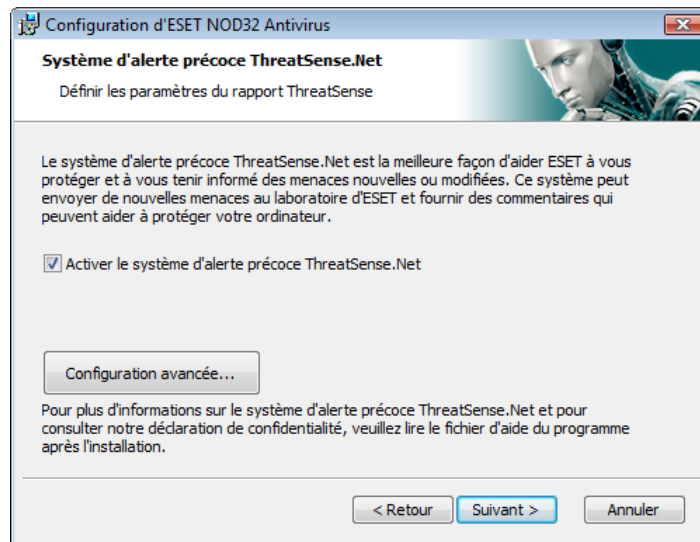 Configuration d'ESET NOD32 Antivirus
Système d'alerte précoce ThreatSense.Net
Définir les paramètres du rapport ThreatSense
Le système d'alerte précoce ThreatSense.Net est la meilleure façon d'aider ESET à vous
protéger et à vous tenir informé des menaces nouvelles ou modifiées. Ce système peut
envoyer de nouvelles menaces au laboratoire d'ESET et fournir des commentaires qui
peuvent aider à protéger votre ordinateur.
Activer le système d'alerte précoce ThreatSense.Net
Configuration avancée...
Pour plus d'informations sur le système d'alerte précoce ThreatSense.Net et pour
consulter notre déclaration de confidentialité, veuillez lire le fichier d'aide du programme
après l'installation.
< Retour
Suivant >
Annuler